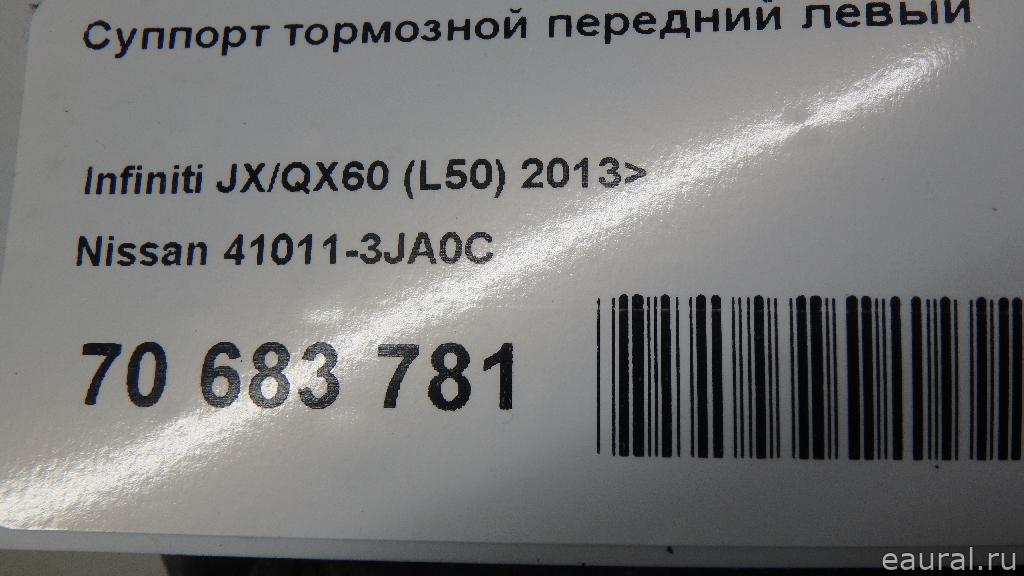 Суппорт тормозной передний левый
Infiniti JX/QX60 (L50) 2013>
Nissan 41011-3JA0C
70 683 781
eaural.ru